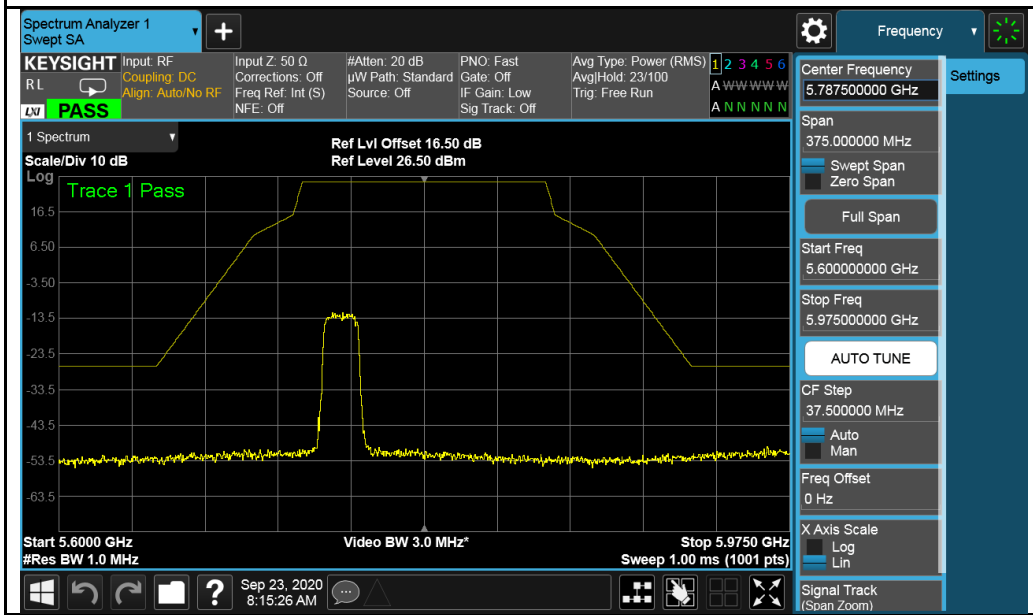 Spectrum Analyzer 1
Swept SA
Frequency
KEYSIGHT
R L
LXI PASS
Input: RF
Coupling: DC
Align: Auto/No RF
Input Z: 50 Ω
Corrections: Off
Freq Ref: Int (S)
NFE: Off
#Atten: 20 dB
µW Path: Standard
Source: Off
PNO: Fast
Gate: Off
IF Gain: Low
Sig Track: Off
Avg Type: Power (RMS)
Avg|Hold: 23/100
Trig: Free Run
1 2 3 4 5 6
A W W W W W
A N N N N N
1 Spectrum
Scale/Div 10 dB
Ref Lvl Offset 16.50 dB
Ref Level 26.50 dBm
Log
Trace 1 Pass
16.5
6.50
-3.50
-13.5
-23.5
-33.5
-43.5
-53.5
-63.5
Start 5.6000 GHz
#Res BW 1.0 MHz
Video BW 3.0 MHz*
Stop 5.9750 GHz
Sweep 1.00 ms (1001 pts)
Center Frequency
5.787500000 GHz
Settings
Span
375.000000 MHz
Swept Span
Zero Span
Full Span
Start Freq
5.600000000 GHz
Stop Freq
5.975000000 GHz
AUTO TUNE
CF Step
37.500000 MHz
Auto
Man
Freq Offset
0 Hz
X Axis Scale
Log
Lin
Signal Track
(Span Zoom)
?
Sep 23, 2020
8:15:26 AM